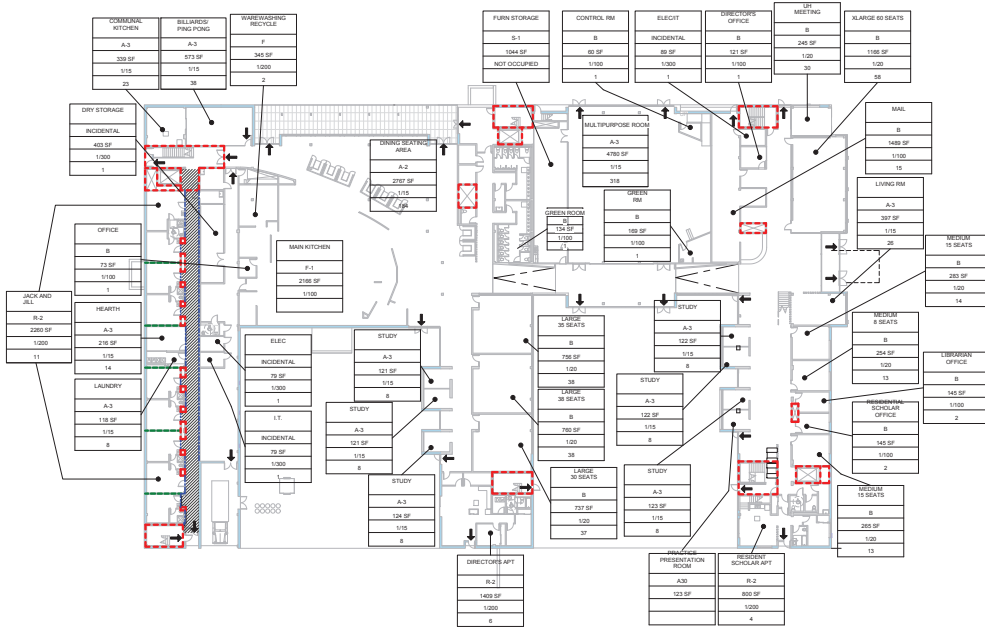 COMMUNAL
KITCHEN
A-3
339 SF
1/15
23
BILLIARDS/
PING PONG
A-3
573 SF
1/15
38
WAREWASHING
RECYCLE
F
345 SF
1/200
2
FURN STORAGE
S-1
1044 SF
NOT OCCUPIED
CONTROL RM
B
60 SF
1/100
1
ELEC/IT
INCIDENTAL
89 SF
1/300
1
DIRECTOR'S
OFFICE
B
121 SF
1/100
1
UH
MEETING
B
245 SF
1/20
30
XLARGE 60 SEATS
B
1166 SF
1/20
58
DRY STORAGE
INCIDENTAL
403 SF
1/300
1
DINING SEATING
AREA
A-2
2767 SF
1/15
184
MULTIPURPOSE ROOM
A-3
4780 SF
1/15
318
MAIL
B
1489 SF
1/100
15
GREEN
RM
B
169 SF
1/100
1
GREEN ROOM
B
134 SF
1/100
1
LIVING RM
A-3
397 SF
1/15
26
OFFICE
B
73 SF
1/100
1
MAIN KITCHEN
F-1
2166 SF
1/100
MEDIUM
15 SEATS
B
283 SF
1/20
14
JACK AND
JILL
R-2
2260 SF
1/200
11
HEARTH
A-3
216 SF
1/15
14
LAUNDRY
A-3
118 SF
1/15
8
ELEC
INCIDENTAL
79 SF
1/300
1
I.T.
INCIDENTAL
79 SF
1/300
1
STUDY
A-3
121 SF
1/15
8
STUDY
A-3
121 SF
1/15
8
STUDY
A-3
124 SF
1/15
8
LARGE
35 SEATS
B
756 SF
1/20
38
LARGE
38 SEATS
B
760 SF
1/20
38
LARGE
30 SEATS
B
737 SF
1/20
37
STUDY
A-3
122 SF
1/15
8
STUDY
A-3
122 SF
1/15
8
STUDY
A-3
123 SF
1/15
8
MEDIUM
8 SEATS
B
254 SF
1/20
13
LIBRARIAN
OFFICE
B
145 SF
1/100
2
RESIDENTIAL
SCHOLAR
OFFICE
B
145 SF
1/100
2
MEDIUM
15 SEATS
B
265 SF
1/20
13
DIRECTOR'S APT
R-2
1409 SF
1/200
6
PRACTICE
PRESENTATION
ROOM
A30
123 SF
RESIDENT
SCHOLAR APT
R-2
800 SF
1/200
4